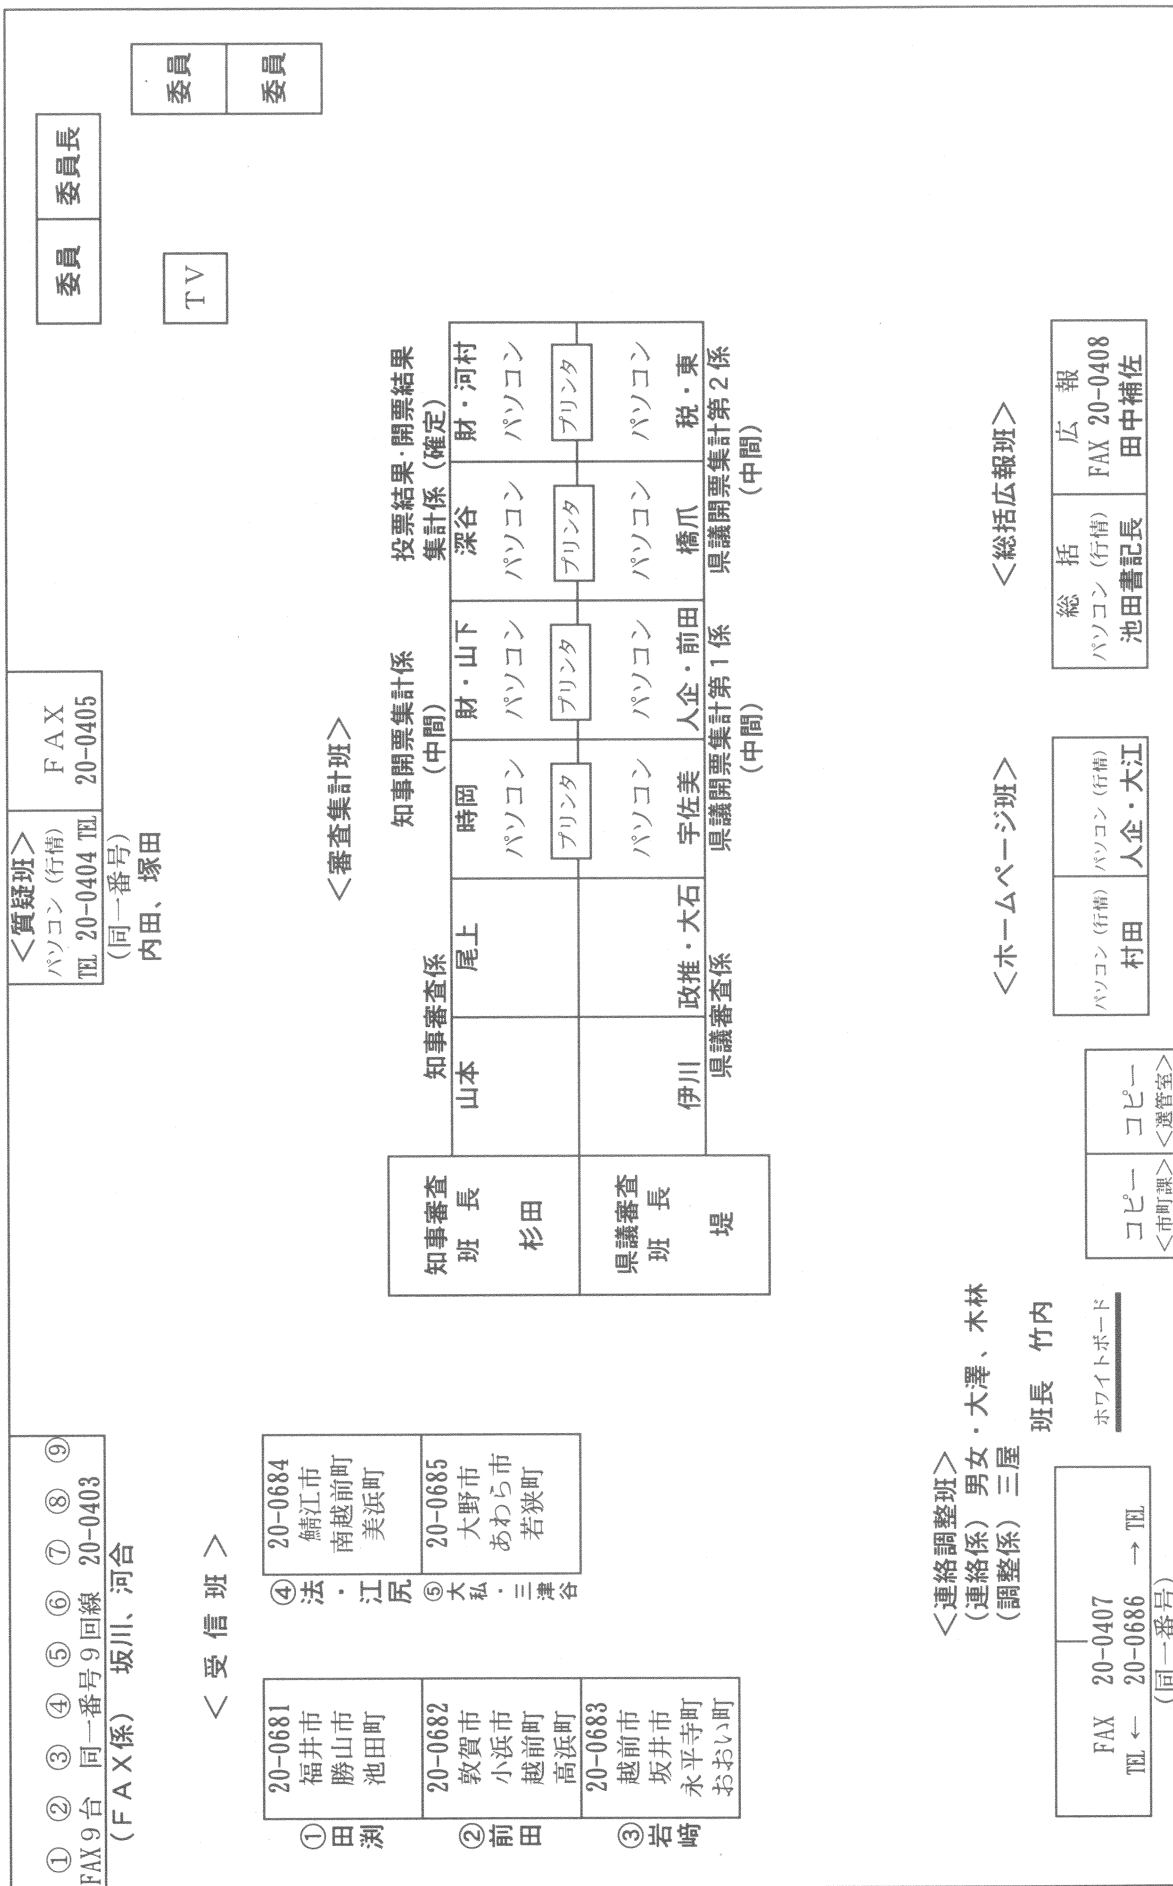 ① ② ③ ④ ⑤ ⑥ ⑦ ⑧ ⑨
FAX9台 同一番号9回線 20-0403
(FAX係) 坂川、河合
<質疑班>
パソコン(行情)
TEL 20-0404 TEL
(同一番号)
内田、塚田
FAX
20-0405
委員
委員長
委員
委員
TV
<受信班>
① 田渕
20-0681
福井市
勝山市
池田町
② 前田
20-0682
敦賀市
小浜市
越前町
高浜町
③ 岩﨑
20-0683
越前市
坂井市
永平寺町
おおい町
④ 法・江尻
20-0684
鯖江市
南越前町
美浜町
⑤ 大私・三津谷
20-0685
大野市
あわら市
若狭町
<審査集計班>
知事審査
班 長
杉田
県議審査
班 長
堤
知事審査係
山本
尾上
知事開票集計係
(中間)
時岡
パソコン
プリンタ
財・山下
パソコン
プリンタ
投票結果・開票結果
集計係(確定)
深谷
パソコン
プリンタ
財・河村
パソコン
プリンタ
伊川
政推・大石
県議審査係
パソコン
宇佐美
パソコン
人企・前田
県議開票集計第1係
(中間)
パソコン
橋爪
パソコン
税・東
県議開票集計第2係
(中間)
<連絡調整班>
(連絡係) 男女・大澤、木林
(調整係) 三屋
班長 竹内
FAX 20-0407
TEL ← 20-0686 → TEL
(同一番号)
ホワイトボード
コピー
<市町課>
コピー
<選管室>
<ホームページ班>
パソコン(行情)
村田
パソコン(行情)
人企・大江
<総括広報班>
総 括
パソコン(行情)
池田書記長
広 報
FAX 20-0408
田中補佐